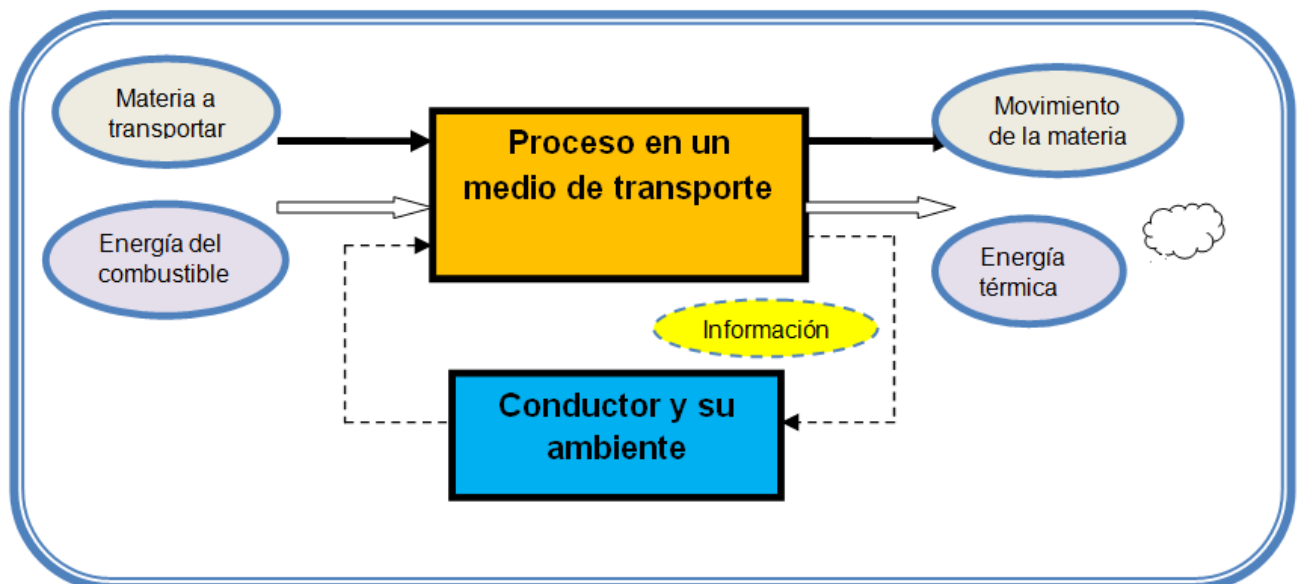 Materia a
transportar
Proceso en un
medio de transporte
Movimiento
de la materia
Energía del
combustible
Energía
térmica
Información
Conductor y su
ambiente